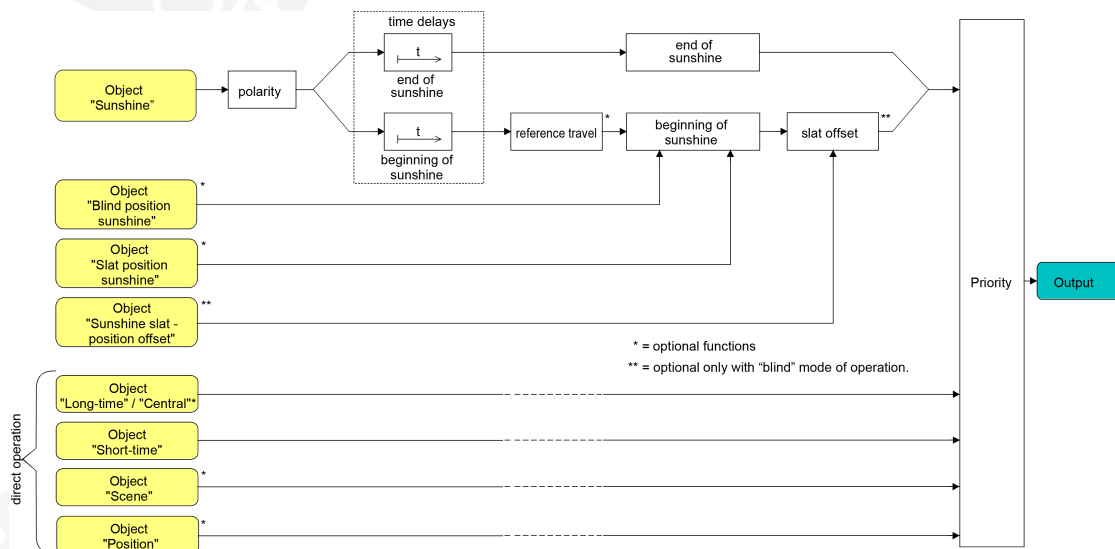 time delays
t
end of
sunshine
end of
sunshine
Object
"Sunshine"
polarity
t
beginning of
sunshine
reference travel
*
beginning of
sunshine
slat offset
**
Object
"Blind position
sunshine"
*
Object
"Slat position
sunshine"
*
Object
"Sunshine slat -
position offset"
**
Priority
Output
* = optional functions
** = optional only with “blind” mode of operation.
direct operation
Object
"Long-time" / "Central"*
Object
"Short-time"
Object
"Scene"
*
Object
"Position"
*